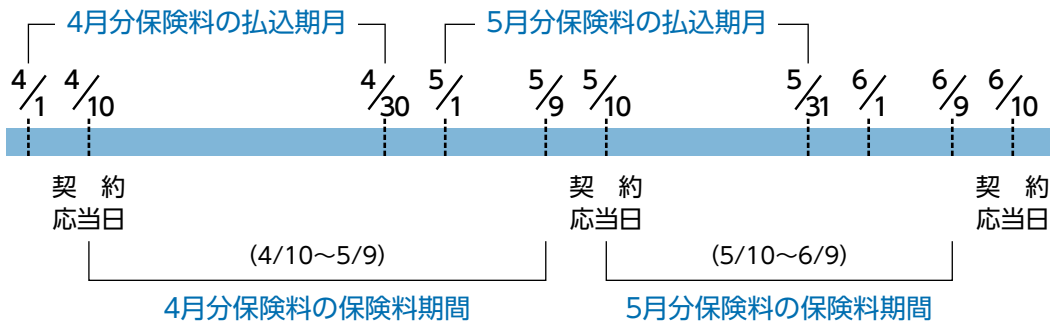 4月分保険料の払込期月 5月分保険料の払込期月
4/1 4/10 4/30 5/1 5/9 5/10 5/31 6/1 6/9 6/10
契 約 契 約 契 約
応当日 応当日 応当日
(4/10～5/9) (5/10～6/9)
4月分保険料の保険料期間 5月分保険料の保険料期間